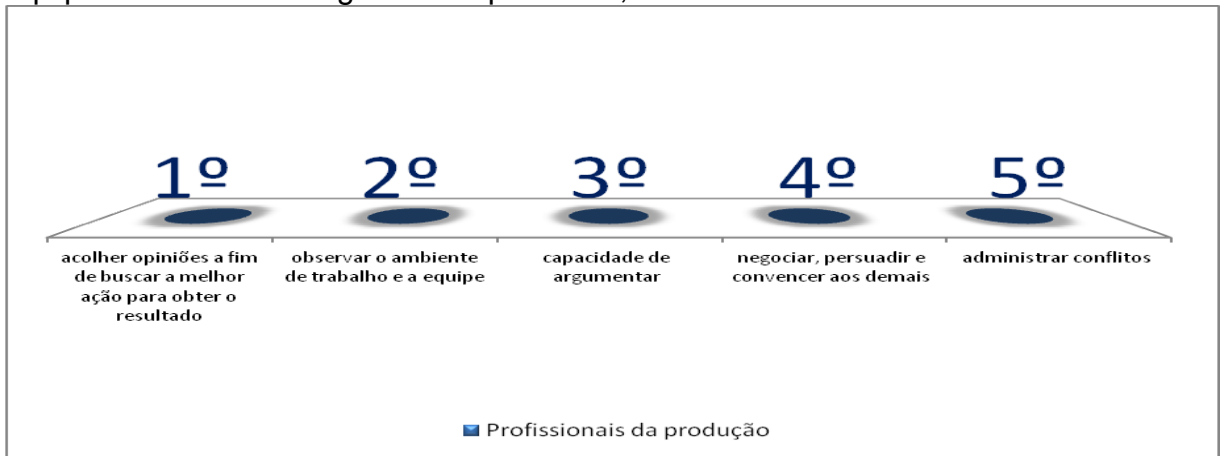 1º 2º 3º 4º 5º
acolher opiniões a fim
de buscar a melhor
ação para obter o
resultado
observar o ambiente
de trabalho e a equipe
capacidade de
argumentar
negociar, persuadir e
convencer aos demais
administrar conflitos
Profissionais da produção